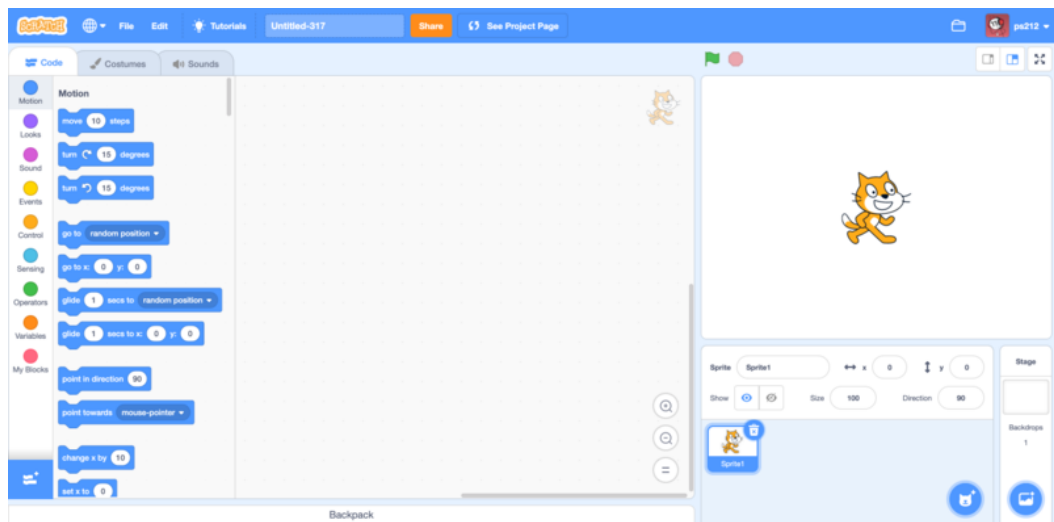 SCRATCH File Edit Tutorials Untitled-317 Share See Project Page ps212
Code Costumes Sounds
Motion
Looks
Sound
Events
Control
Sensing
Operators
Variables
My Blocks
Motion
move 10 steps
turn 15 degrees
turn 15 degrees
go to random position
go to x: 0 y: 0
glide 1 secs to random position
glide 1 secs to x: 0 y: 0
point in direction 90
point towards mouse-pointer
change x by 10
set x to 0
Backpack
Sprite Sprite1 x 0 y 0
Show Size 100 Direction 90
Sprite1
Stage
Backdrops
1